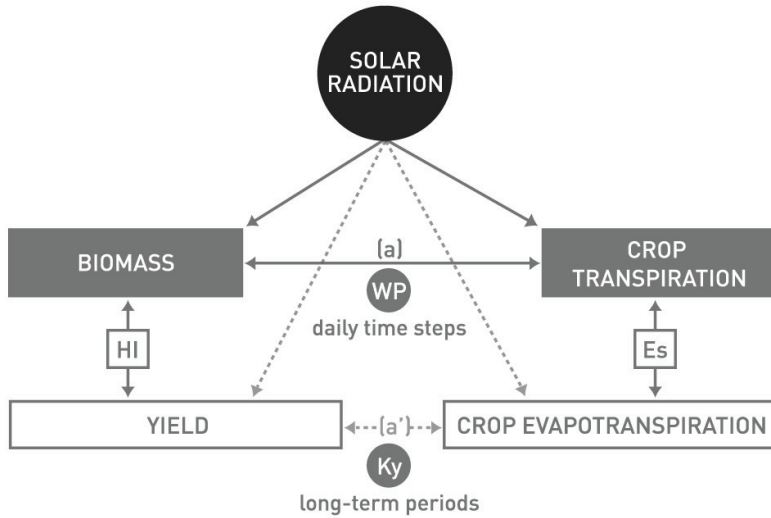 SOLAR
RADIATION
BIOMASS
(a)
CROP
TRANSPIRATION
WP
daily time steps
HI
Es
YIELD
(a´)
CROP EVAPOTRANSPIRATION
Ky
long-term periods